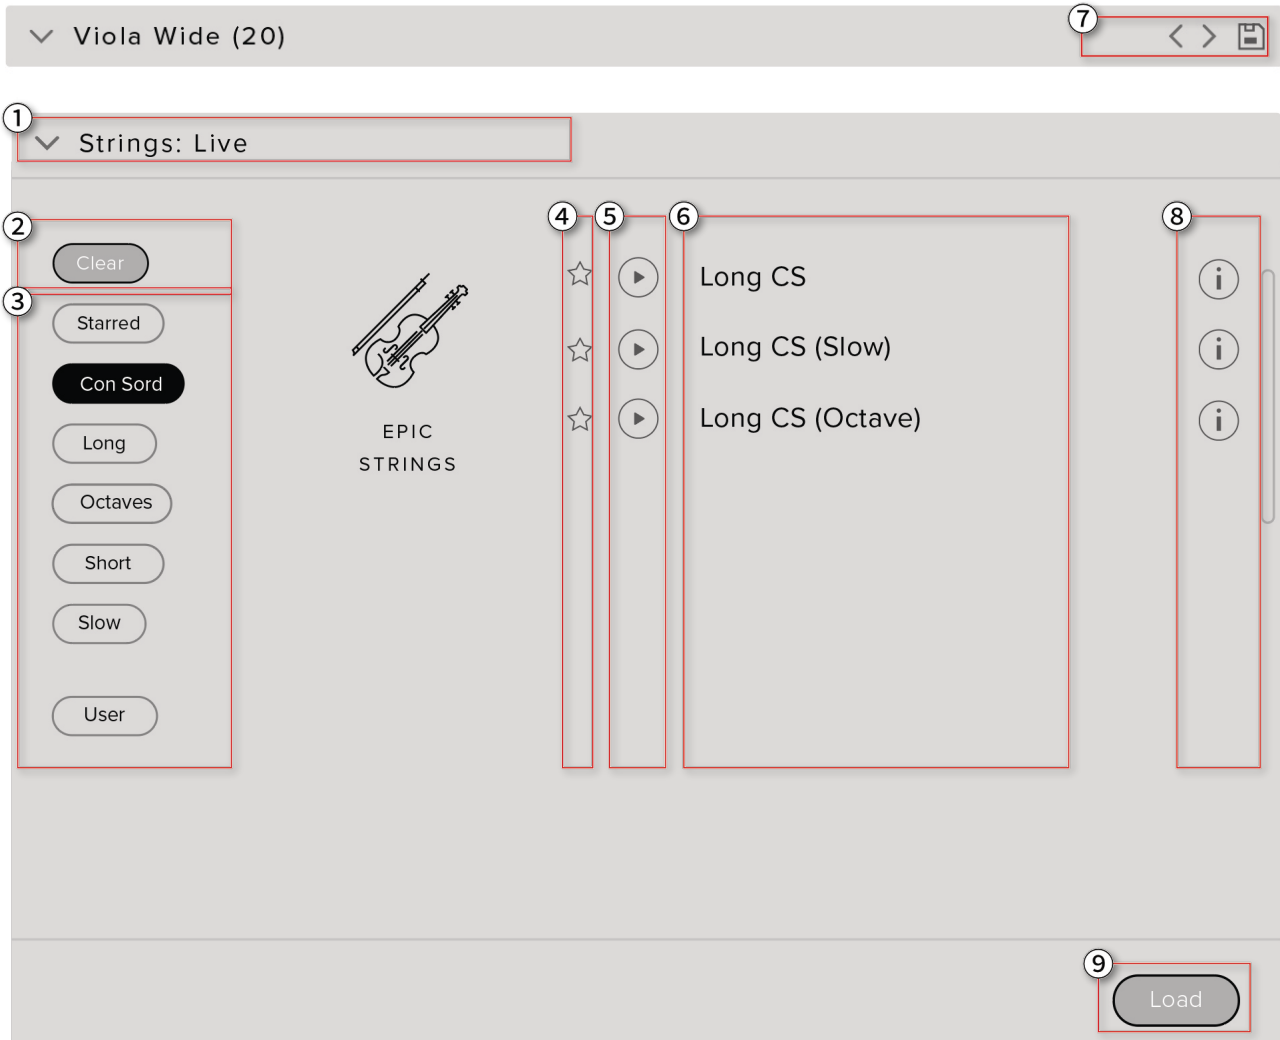 Viola Wide (20)
7
1
Strings: Live
2
Clear
3
Starred
Con Sord
Long
Octaves
Short
Slow
User
EPIC
STRINGS
4
5
6
8
Long CS
i
Long CS (Slow)
i
Long CS (Octave)
i
9
Load